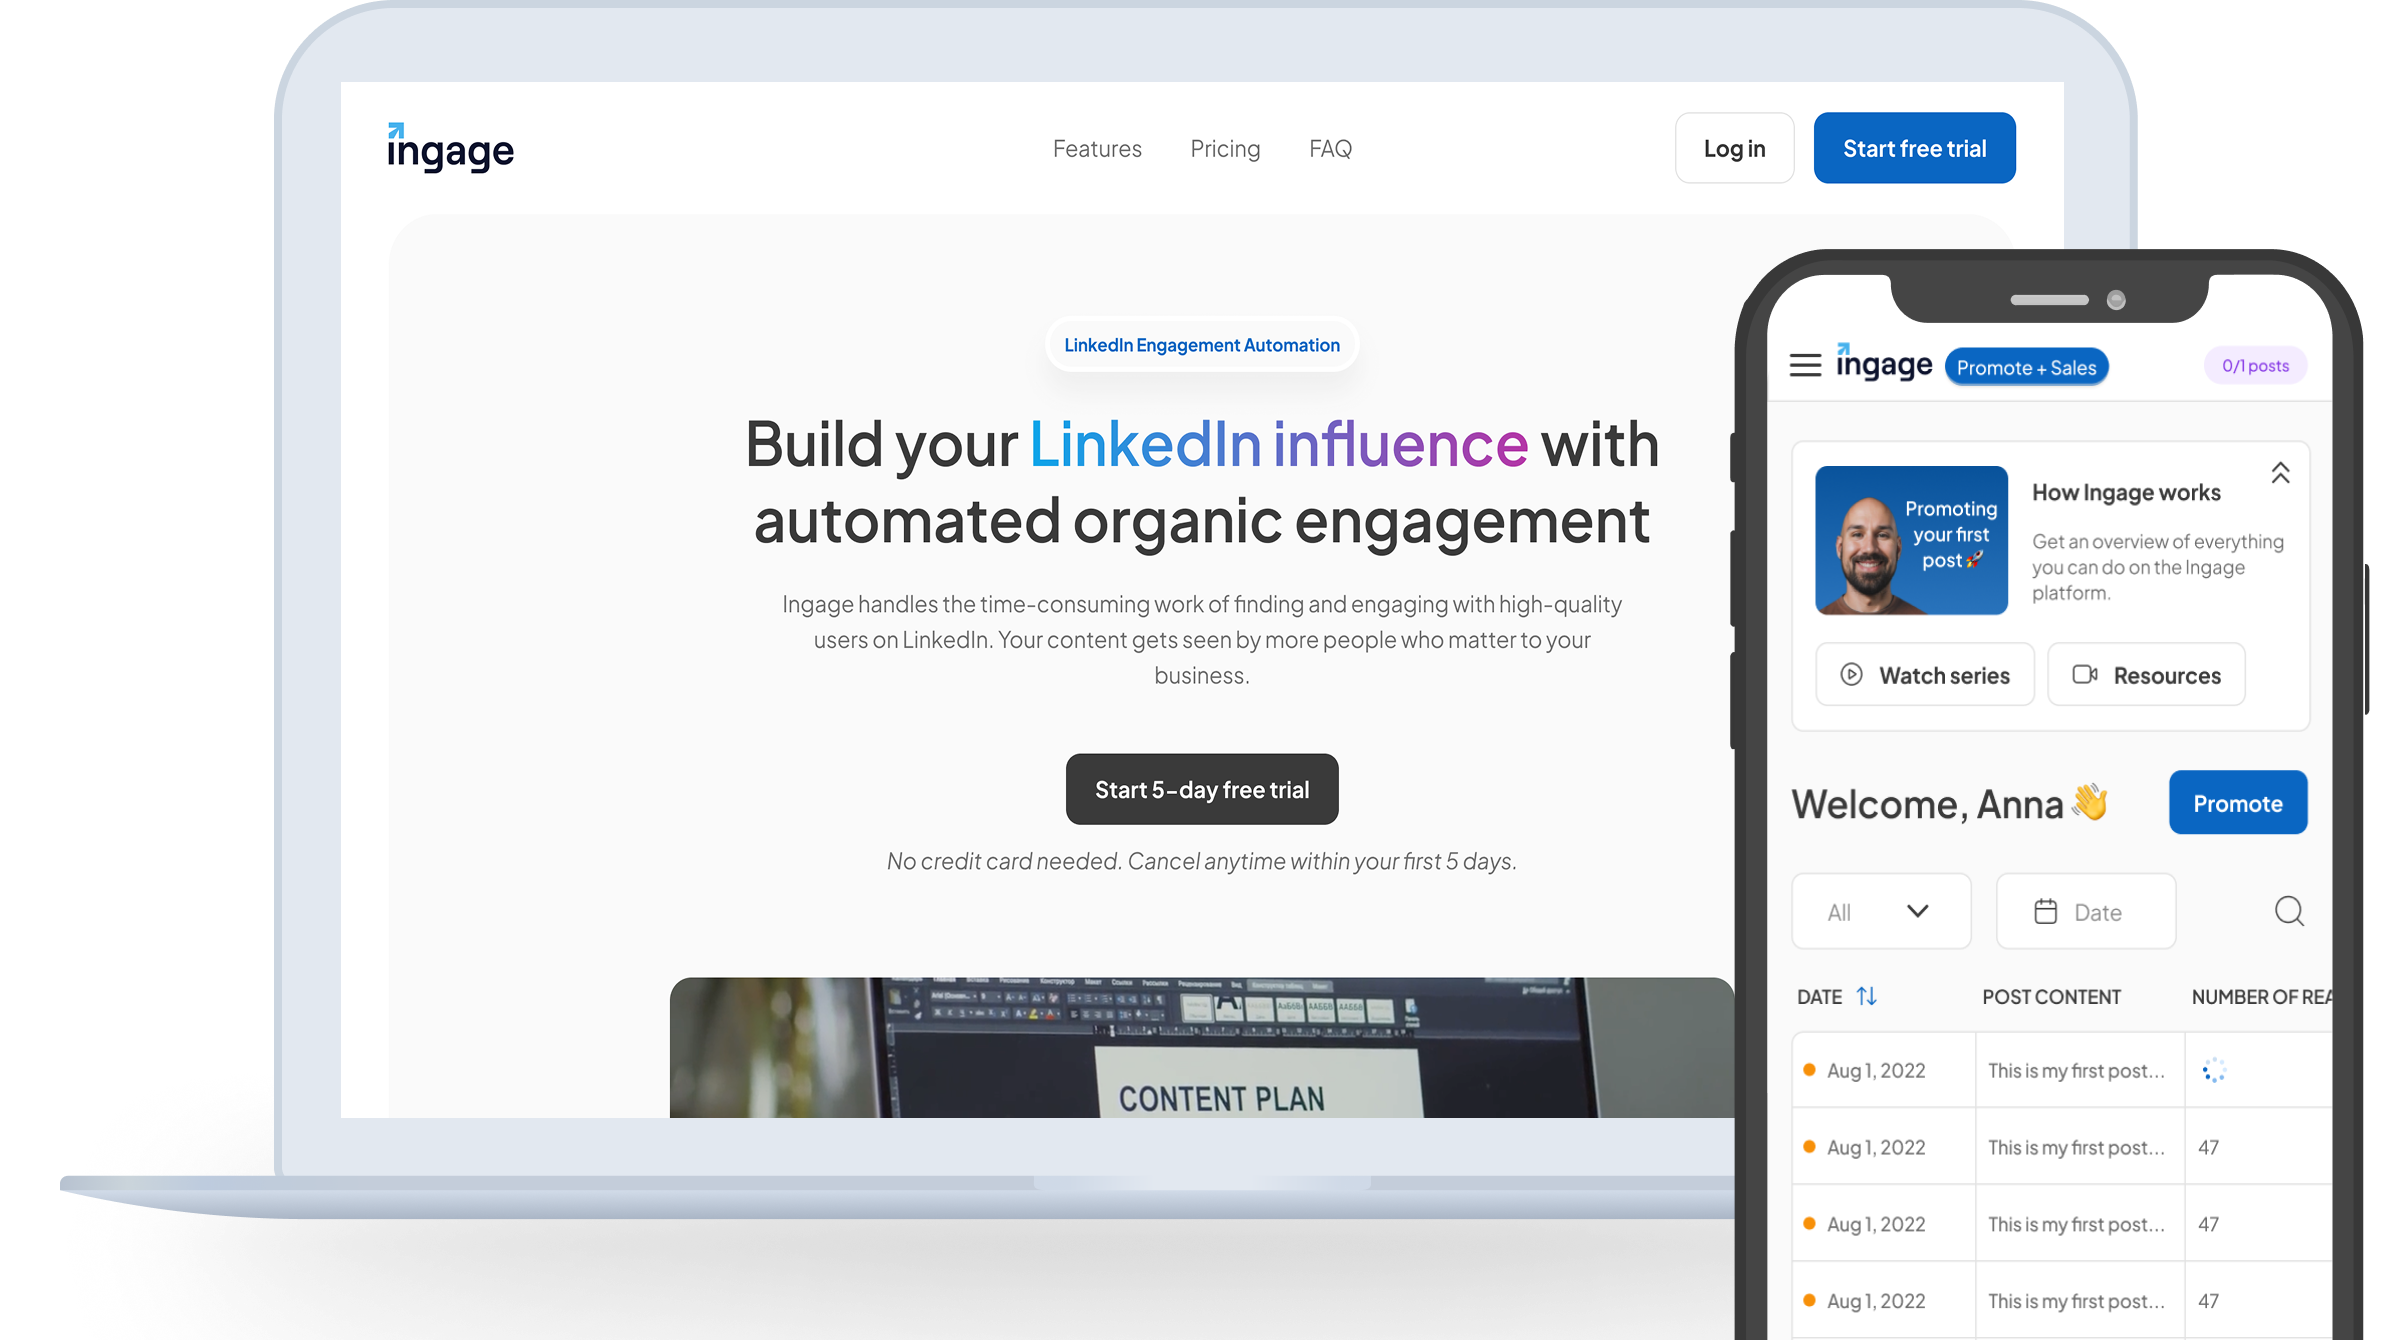 ingage
Features
Pricing
FAQ
Log in
Start free trial
LinkedIn Engagement Automation
Build your LinkedIn influence with
automated organic engagement
Ingage handles the time-consuming work of finding and engaging with high-quality
users on LinkedIn. Your content gets seen by more people who matter to your
business.
Start 5-day free trial
No credit card needed. Cancel anytime within your first 5 days.
CONTENT PLAN
ingage
Promote + Sales
0/1 posts
Promoting
your first
post🚀
How Ingage works
Get an overview of everything
you can do on the Ingage
platform.
Watch series
Resources
Welcome, Anna👋
Promote
All
Date
DATE
POST CONTENT
NUMBER OF REA
Aug 1, 2022 This is my first post...
Aug 1, 2022 This is my first post... 47
Aug 1, 2022 This is my first post... 47
Aug 1, 2022 This is my first post... 47